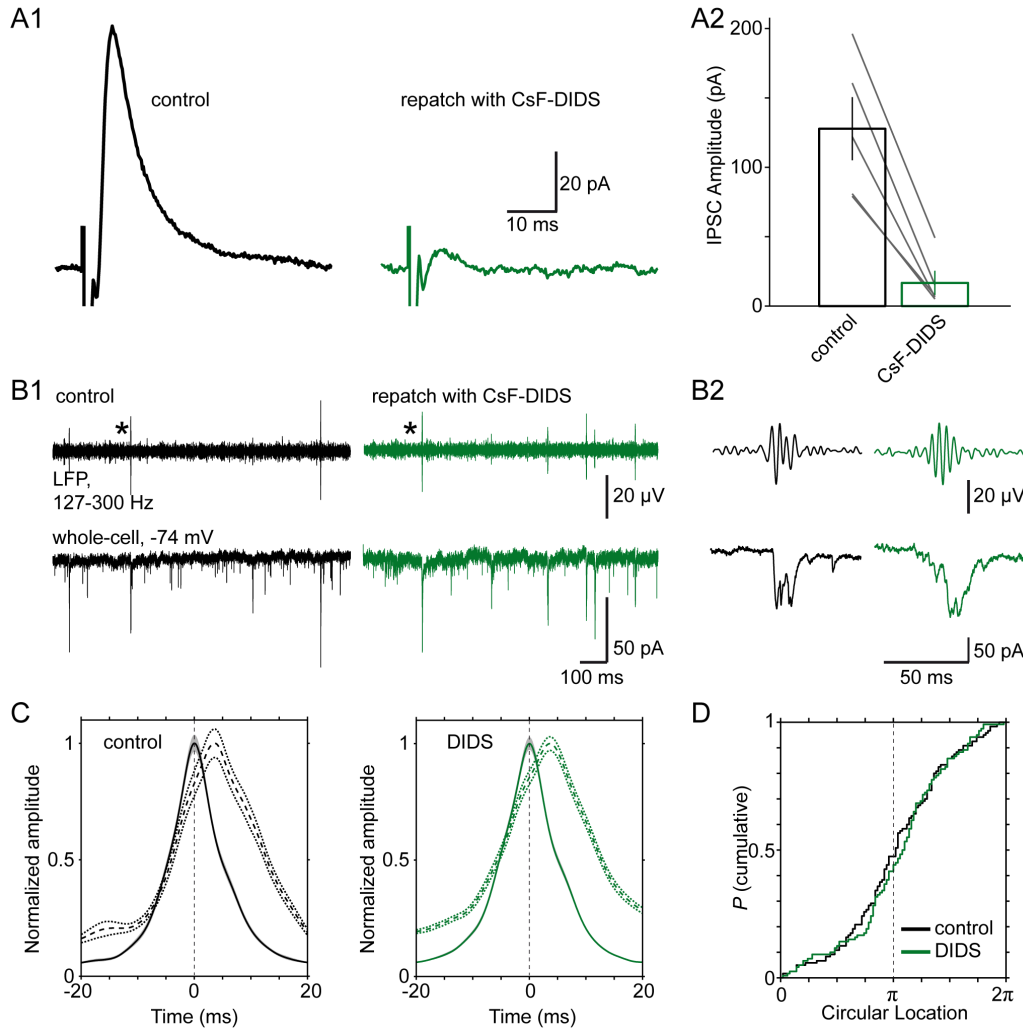 A1
control
repatch with CsF-DIDS
20 pA
10 ms
A2
200
100
0
IPSC Amplitude (pA)
control
CsF-DIDS
B1
control
repatch with CsF-DIDS
*
*
LFP,
127-300 Hz
20 µV
whole-cell, -74 mV
50 pA
100 ms
B2
20 µV
50 pA
50 ms
C
control
1
0.5
0
Normalized amplitude
-20
-10
0
10
20
Time (ms)
DIDS
1
0.5
0
Normalized amplitude
-20
-10
0
10
20
Time (ms)
D
1
0.5
0
P (cumulative)
control
DIDS
0
π
2π
Circular Location